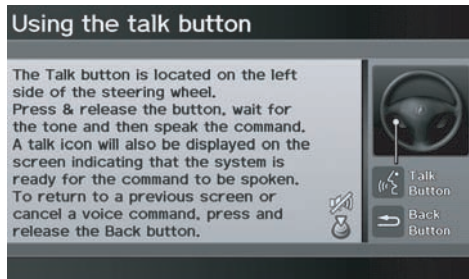 Using the talk button
The Talk button is located on the left
side of the steering wheel.
Press & release the button, wait for
the tone and then speak the command.
A talk icon will also be displayed on the
screen indicating that the system is
ready for the command to be spoken.
To return to a previous screen or
cancel a voice command, press and
release the Back button.
Talk
Button
Back
Button